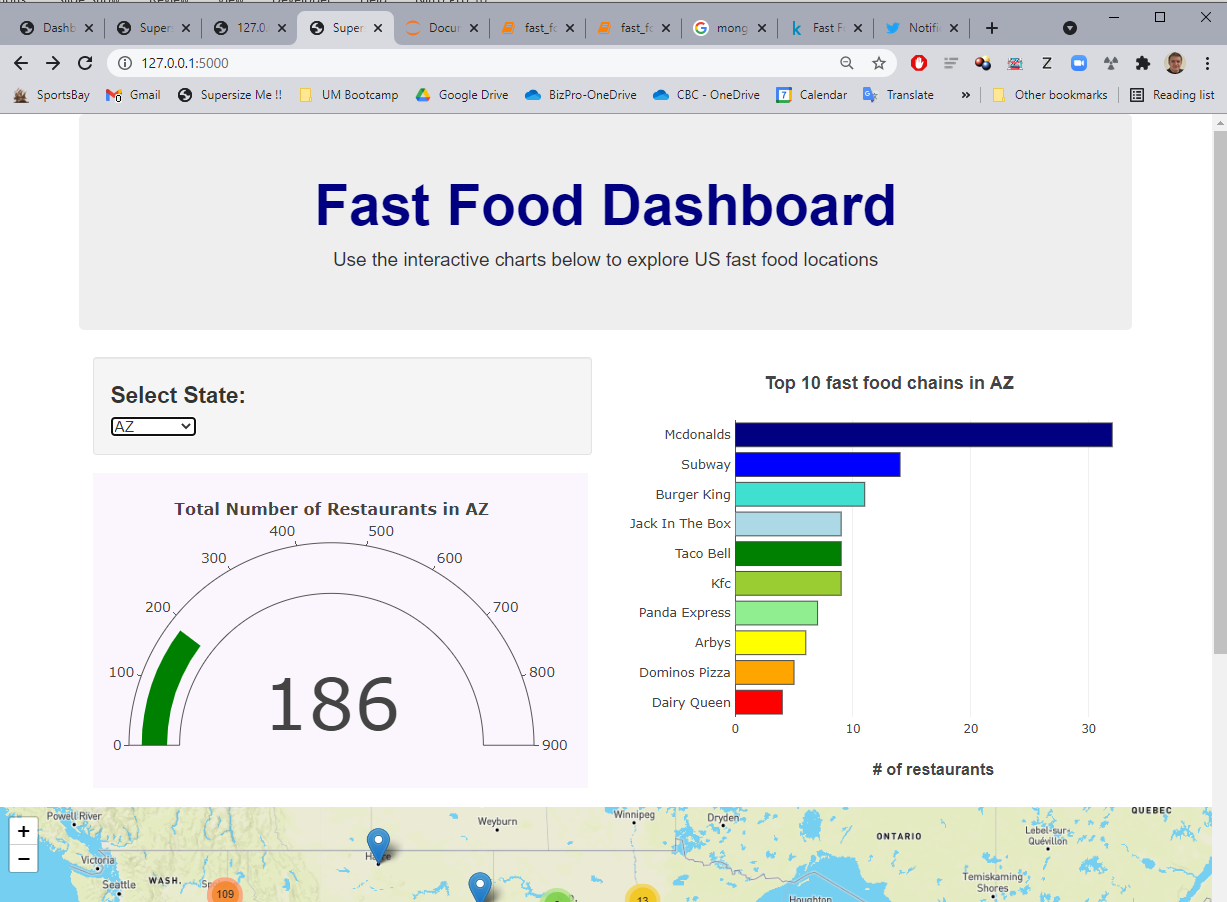 Dashb
Super
127.0.
Super
Docum
fast_fo
fast_fo
mong
Fast F
Notifi
127.0.0.1:5000
SportsBay
Gmail
Supersize Me !!
UM Bootcamp
Google Drive
BizPro-OneDrive
CBC - OneDrive
Calendar
Translate
»
Other bookmarks
Reading list
Fast Food Dashboard
Use the interactive charts below to explore US fast food locations
Select State:
AZ
Total Number of Restaurants in AZ
0
100
200
300
400
500
600
700
800
900
186
Top 10 fast food chains in AZ
Mcdonalds
Subway
Burger King
Jack In The Box
Taco Bell
Kfc
Panda Express
Arbys
Dominos Pizza
Dairy Queen
0 10 20 30
# of restaurants
+
−
Powell River
Victoria
Seattle
WASH.
109
Weyburn
Winnipeg
Dryden
13
ONTARIO
QUEBEC
Lebel-sur-
Quévillon
Temiskaming
Shores
Houghton